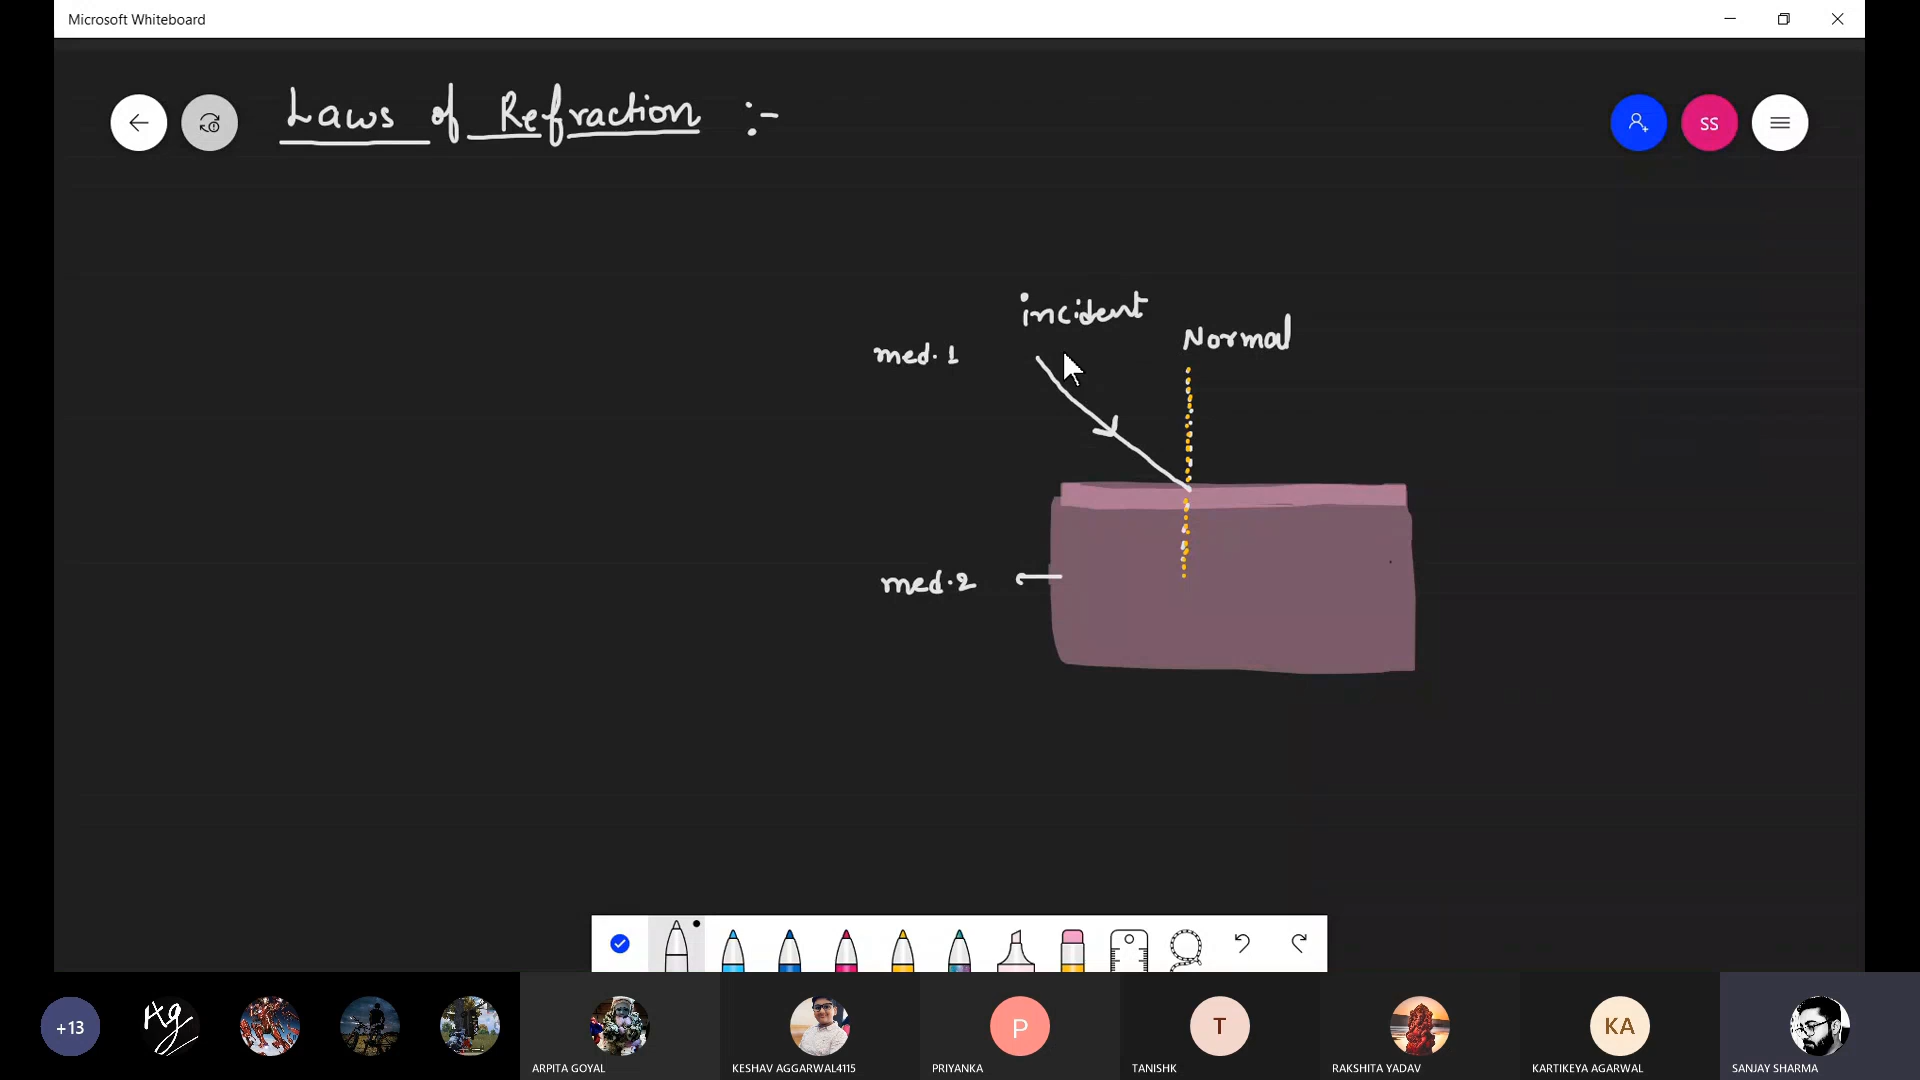 Microsoft Whiteboard
Laws of Refraction :-
SS
incident
Normal
med. 1
med. 2
+13
Ag
P
T
KA
ARPITA GOYAL
KESHAV AGGARWAL4115
PRIYANKA
TANISHK
RAKSHITA YADAV
KARTIKEYA AGARWAL
SANJAY SHARMA